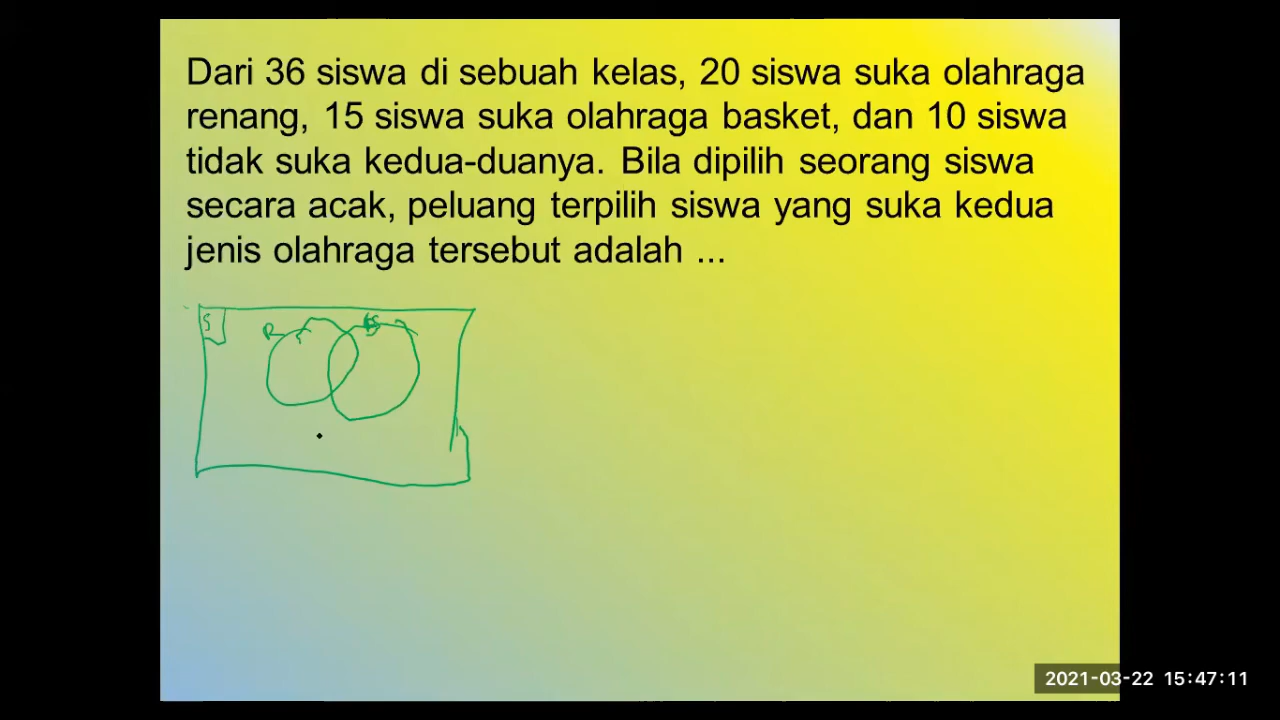 Dari 36 siswa di sebuah kelas, 20 siswa suka olahraga
renang, 15 siswa suka olahraga basket, dan 10 siswa
tidak suka kedua-duanya. Bila dipilih seorang siswa
secara acak, peluang terpilih siswa yang suka kedua
jenis olahraga tersebut adalah ...
S
R
2021-03-22 15:47:11